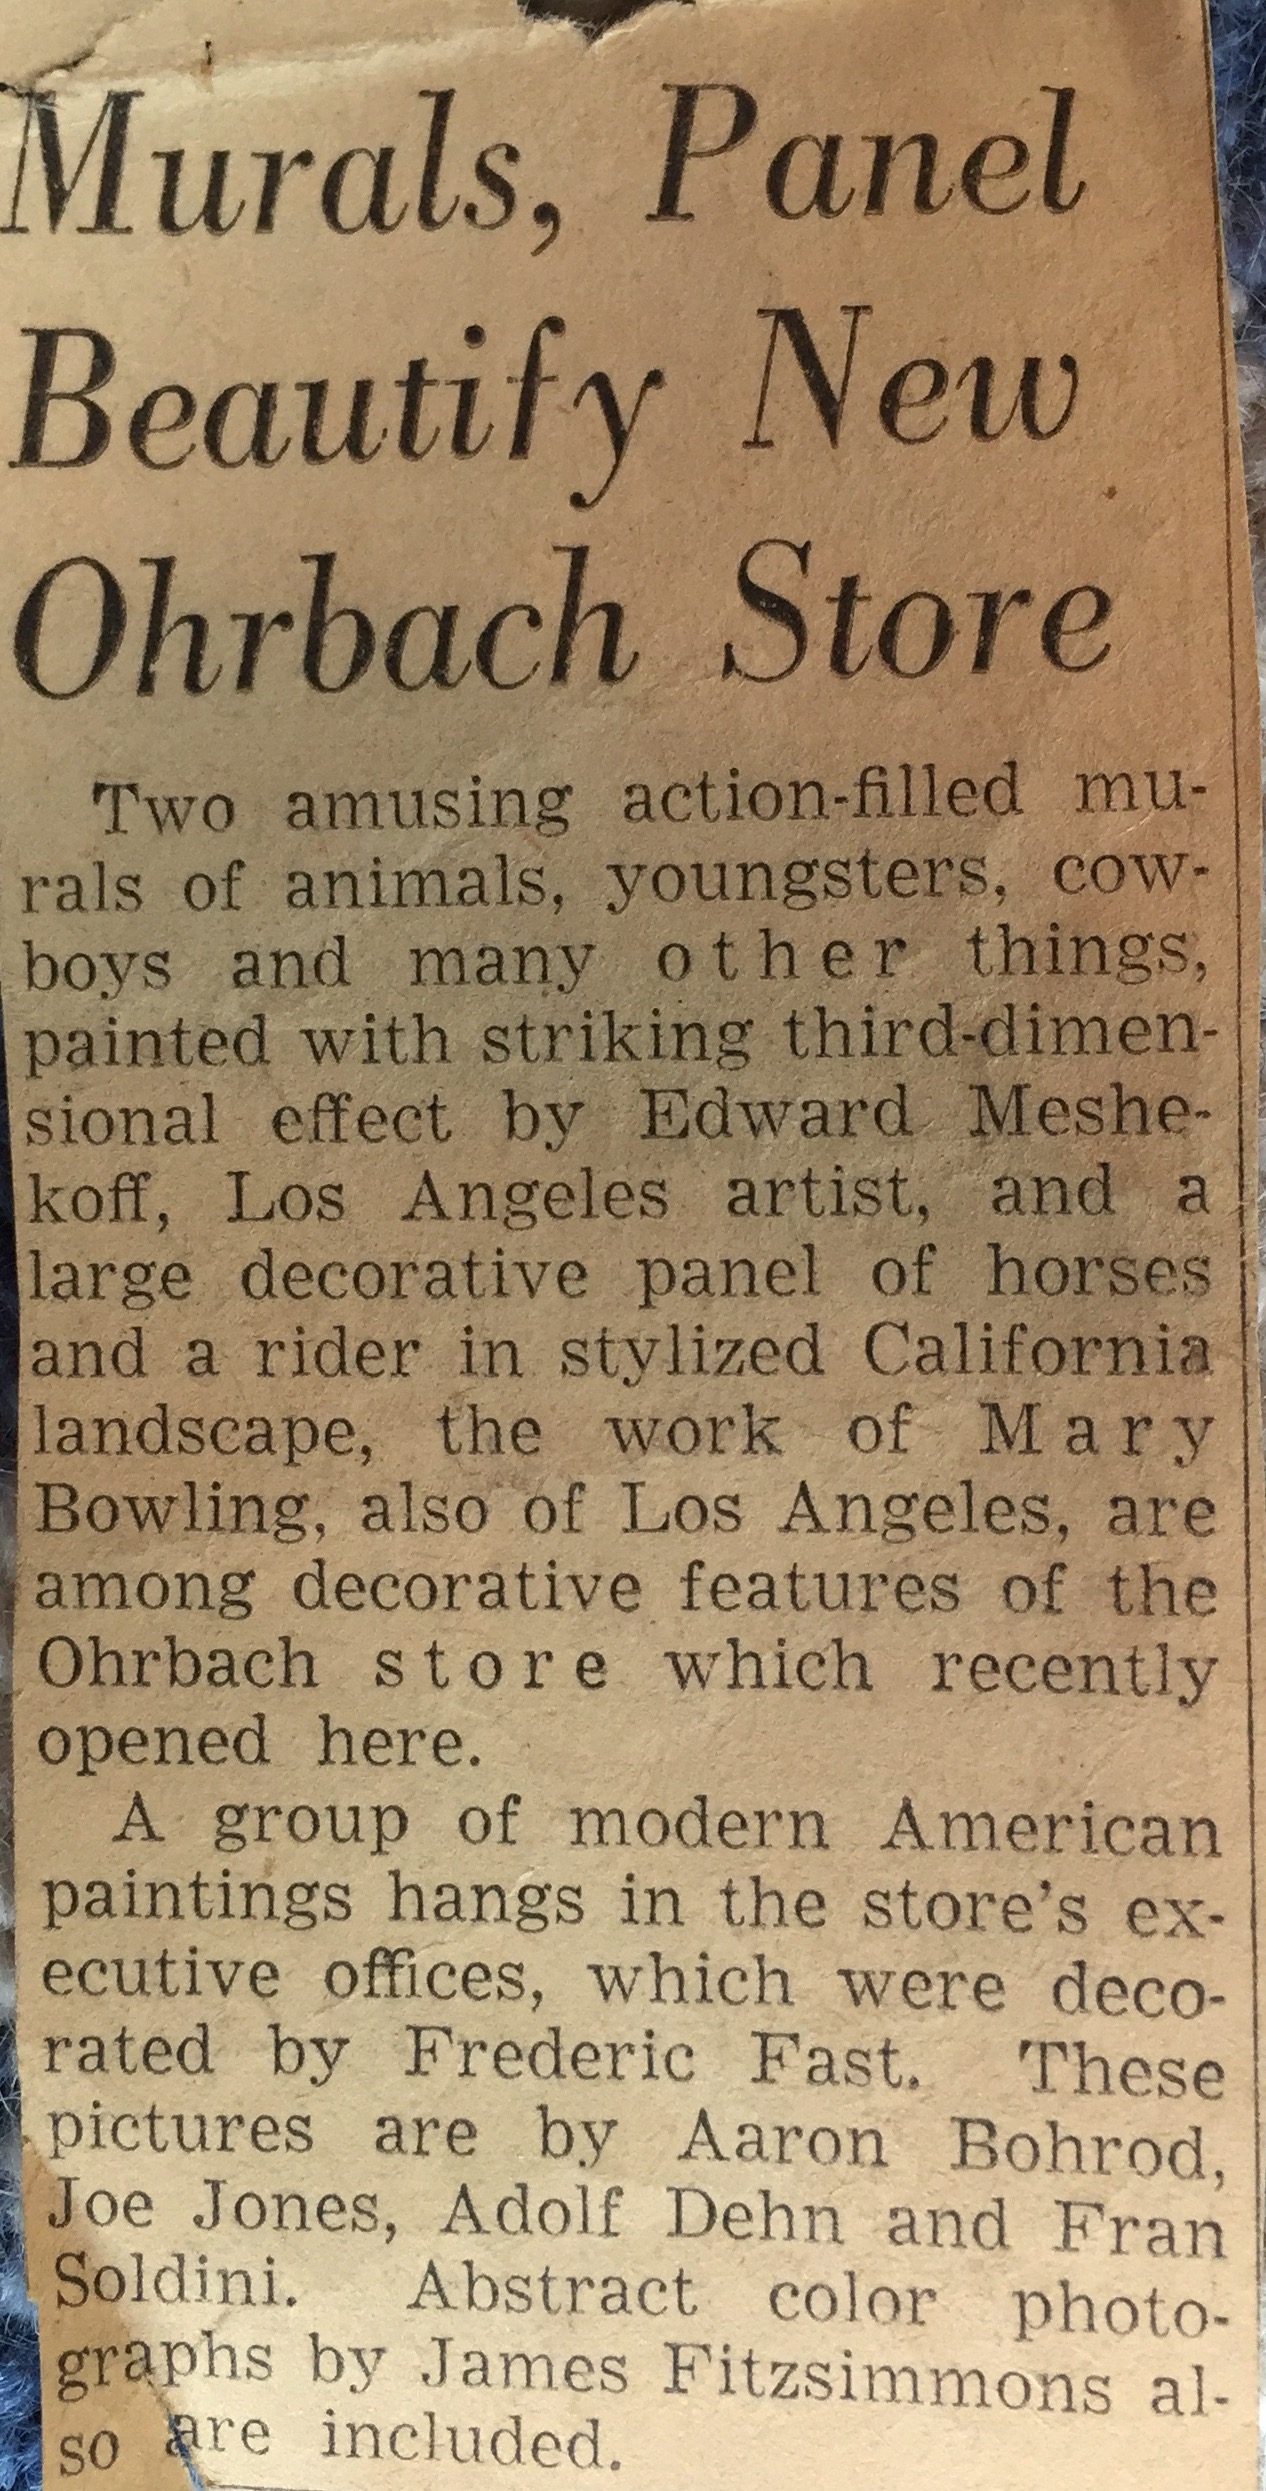 Murals, Panel
Beautify New
Ohrbach Store
Two amusing action-filled mu-
rals of animals, youngsters, cow-
boys and many other things,
painted with striking third-dimen-
sional effect by Edward Meshe-
koff, Los Angeles artist, and a
large decorative panel of horses
and a rider in stylized California
landscape, the work of Mary
Bowling, also of Los Angeles, are
among decorative features of the
Ohrbach store which recently
opened here.
A group of modern American
paintings hangs in the store's ex-
ecutive offices, which were deco-
rated by Frederic Fast. These
pictures are by Aaron Bohrod,
Joe Jones, Adolf Dehn and Fran
Soldini. Abstract color photo-
graphs by James Fitzsimmons al-
so are included.